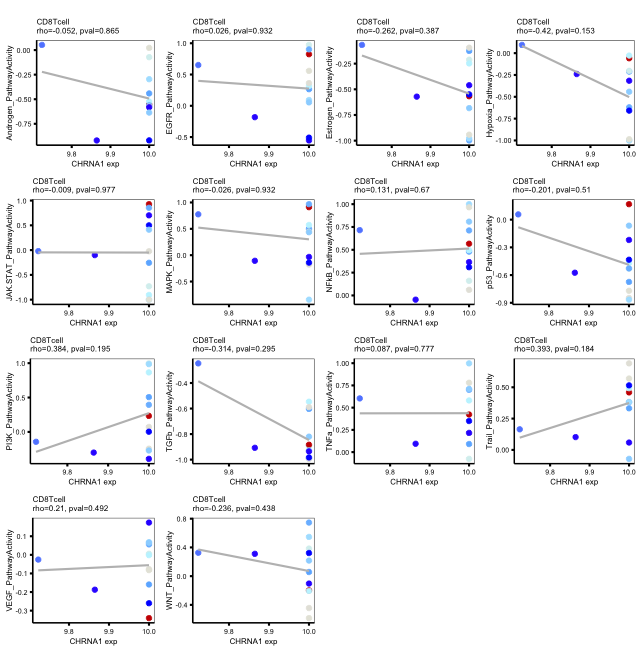 CD8Tcell
rho=-0.052, pval=0.865
Androgen_PathwayActivity
0.00
-0.25
-0.50
-0.75
9.8
9.9
10.0
CHRNA1 exp
CD8Tcell
rho=0.026, pval=0.932
EGFR_PathwayActivity
1.0
0.5
0.0
-0.5
9.8
9.9
10.0
CHRNA1 exp
CD8Tcell
rho=-0.262, pval=0.387
Estrogen_PathwayActivity
-0.25
-0.50
-0.75
-1.00
9.8
9.9
10.0
CHRNA1 exp
CD8Tcell
rho=-0.42, pval=0.153
Hypoxia_PathwayActivity
0.00
-0.25
-0.50
-0.75
-1.00
9.8
9.9
10.0
CHRNA1 exp
CD8Tcell
rho=-0.009, pval=0.977
JAK.STAT_PathwayActivity
1.0
0.5
0.0
-0.5
-1.0
9.8
9.9
10.0
CHRNA1 exp
CD8Tcell
rho=-0.026, pval=0.932
MAPK_PathwayActivity
1.0
0.5
0.0
-0.5
9.8
9.9
10.0
CHRNA1 exp
CD8Tcell
rho=0.131, pval=0.67
NFkB_PathwayActivity
1.00
0.75
0.50
0.25
0.00
9.8
9.9
10.0
CHRNA1 exp
CD8Tcell
rho=-0.201, pval=0.51
p53_PathwayActivity
0.0
-0.3
-0.6
-0.9
9.8
9.9
10.0
CHRNA1 exp
CD8Tcell
rho=0.384, pval=0.195
PI3K_PathwayActivity
1.0
0.5
0.0
9.8
9.9
10.0
CHRNA1 exp
CD8Tcell
rho=-0.314, pval=0.295
TGFb_PathwayActivity
-0.4
-0.6
-0.8
-1.0
9.8
9.9
10.0
CHRNA1 exp
CD8Tcell
rho=0.087, pval=0.777
TNFa_PathwayActivity
1.00
0.75
0.50
0.25
0.00
9.8
9.9
10.0
CHRNA1 exp
CD8Tcell
rho=0.393, pval=0.184
Trail_PathwayActivity
0.50
0.25
0.00
9.8
9.9
10.0
CHRNA1 exp
CD8Tcell
rho=0.21, pval=0.492
VEGF_PathwayActivity
0.1
0.0
-0.1
-0.2
-0.3
9.8
9.9
10.0
CHRNA1 exp
CD8Tcell
rho=-0.236, pval=0.438
WNT_PathwayActivity
0.8
0.4
0.0
-0.4
9.8
9.9
10.0
CHRNA1 exp